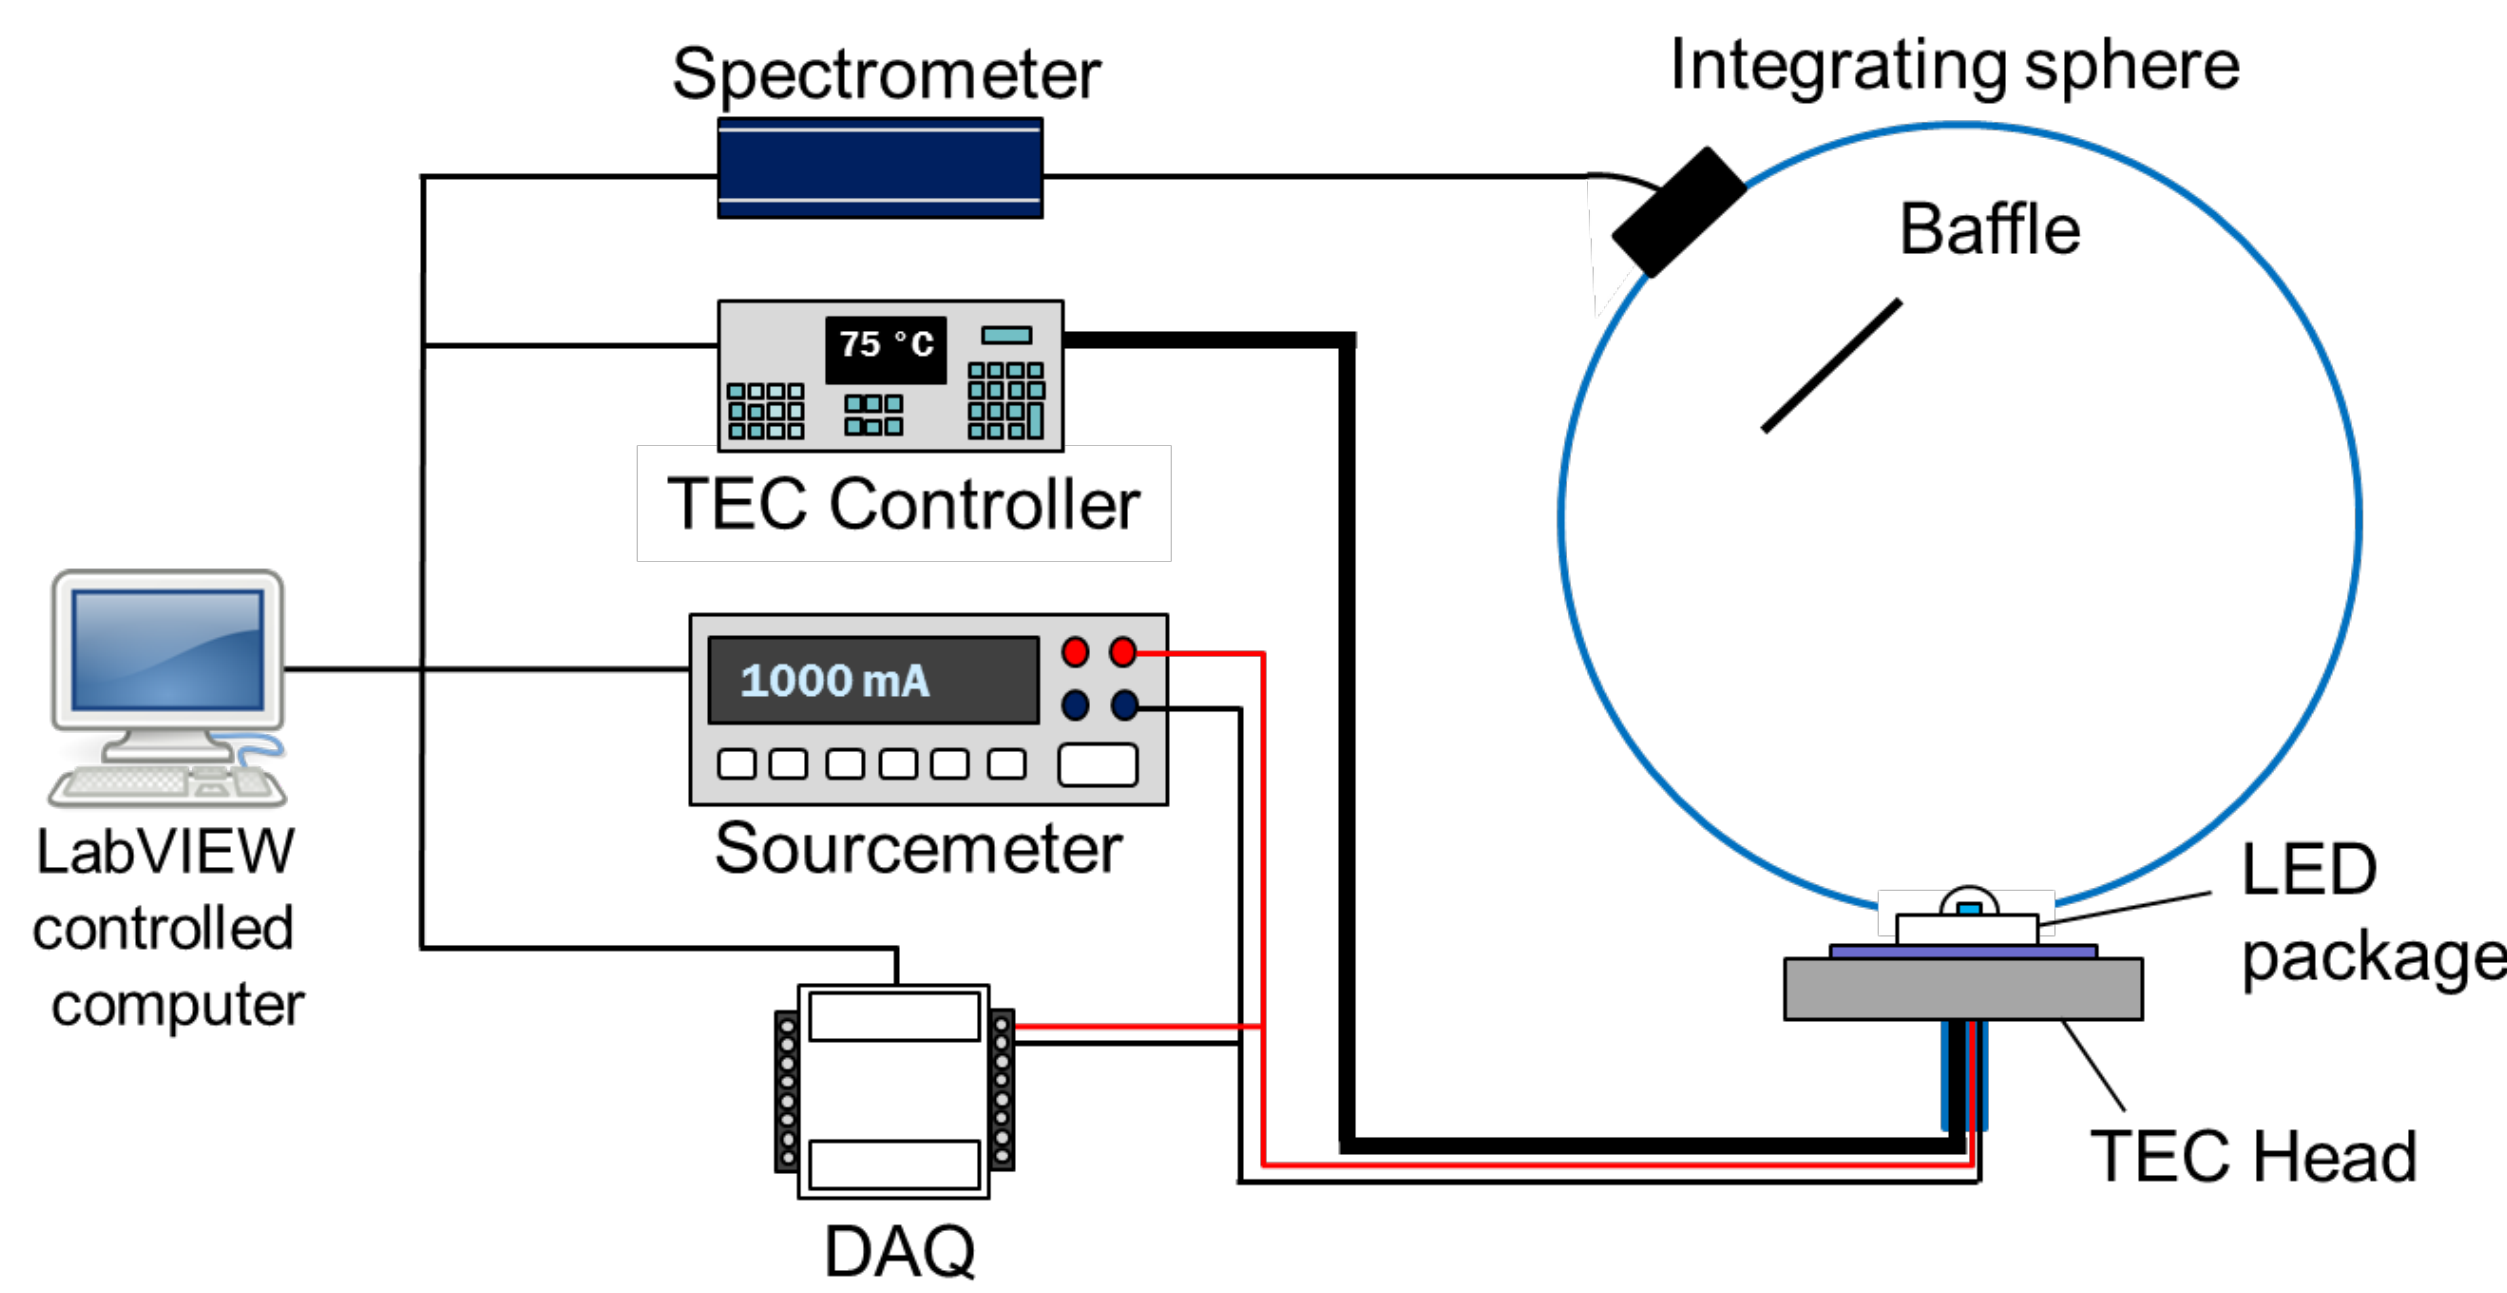 Spectrometer
Integrating sphere
Baffle
75 °C
TEC Controller
1000 mA
Sourcemeter
LabVIEW
controlled
computer
LED
package
TEC Head
DAQ